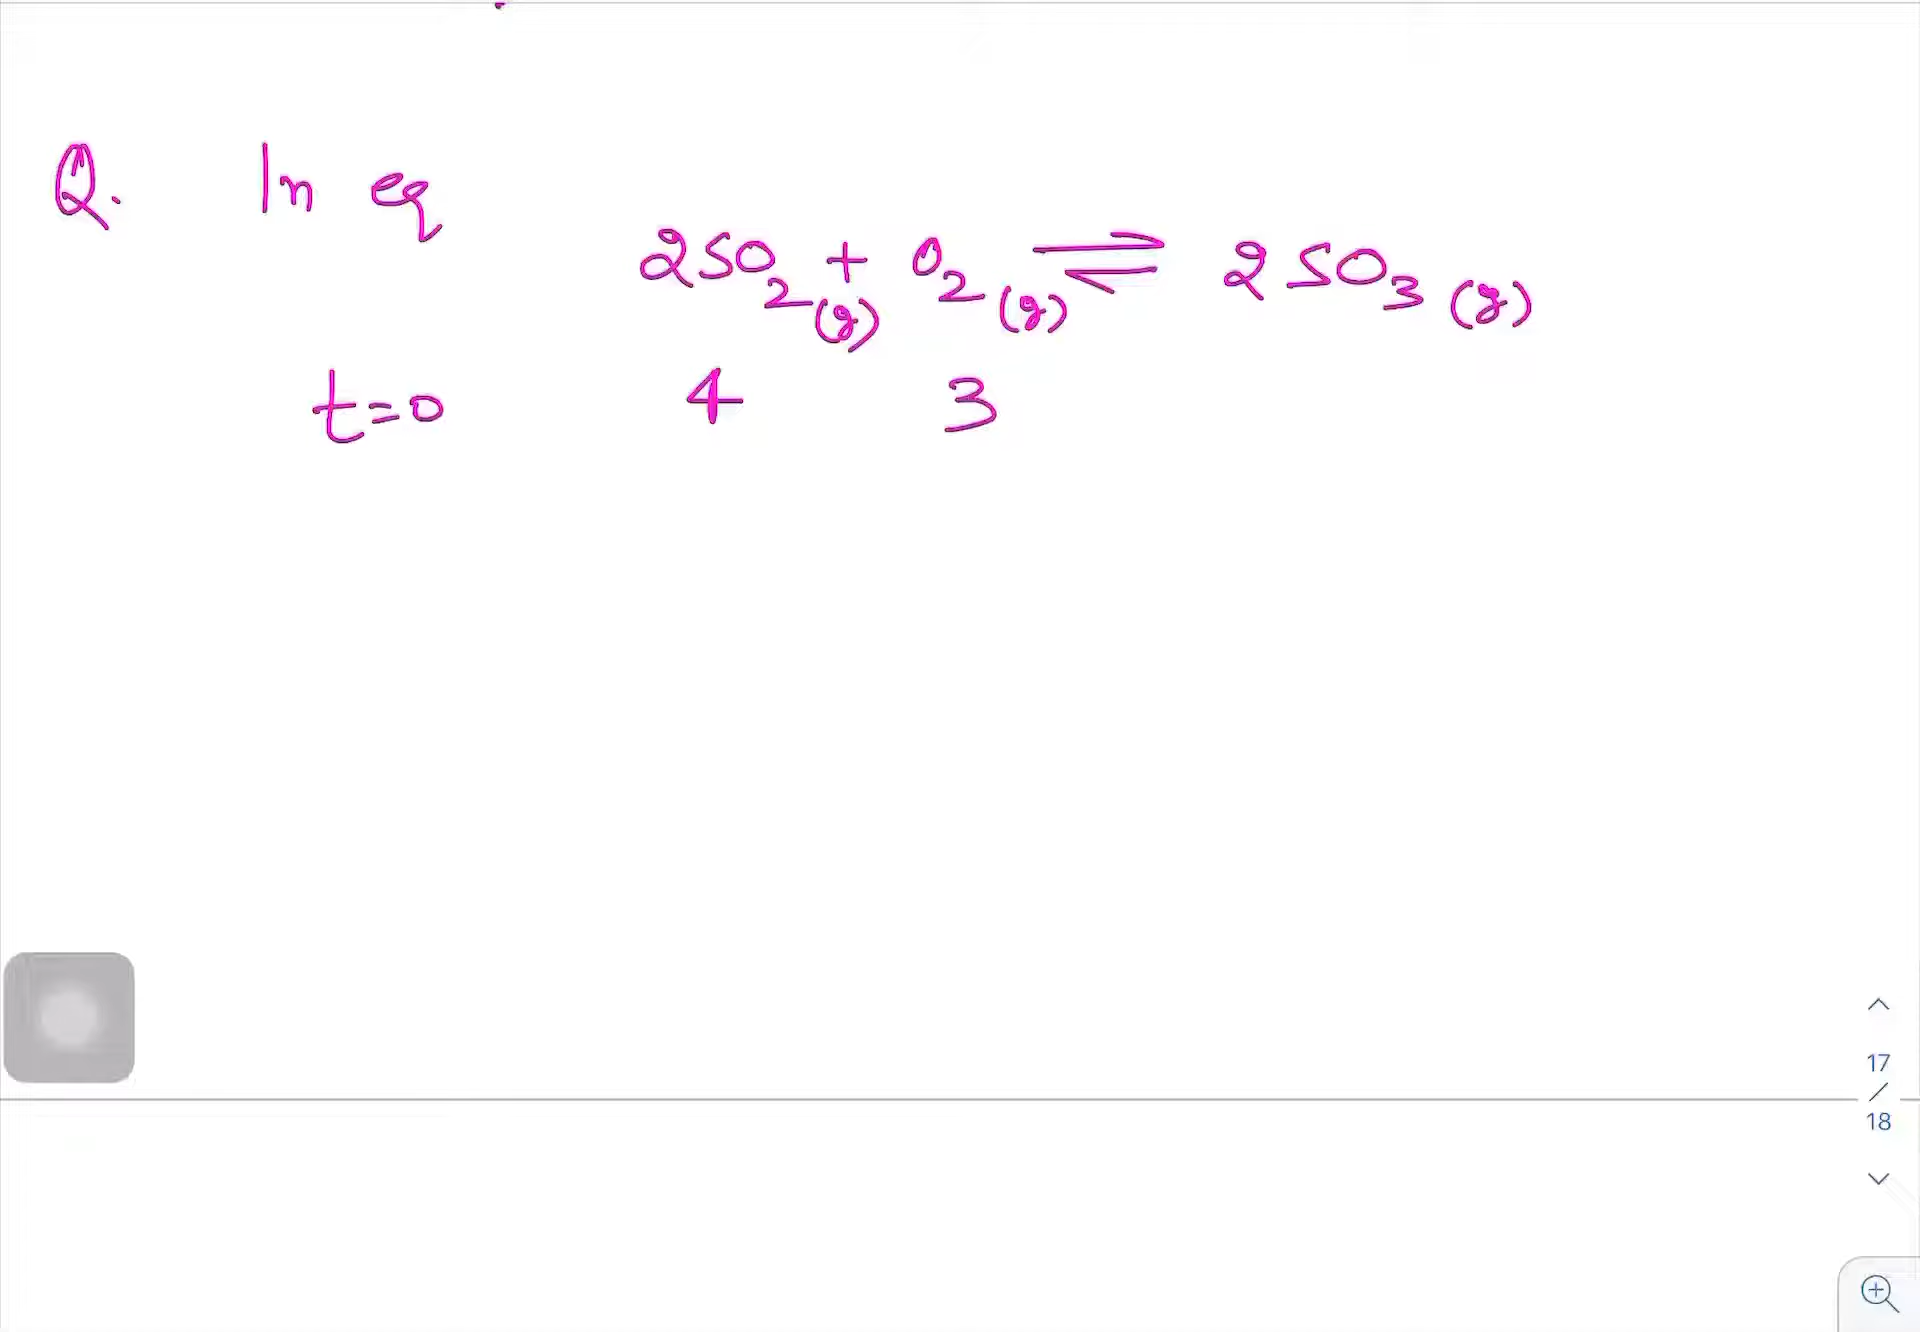 Q. In eq
2SO₂(g) + O₂(g) ⇌ 2SO₃(g)
t=0 4 3
17
/
18